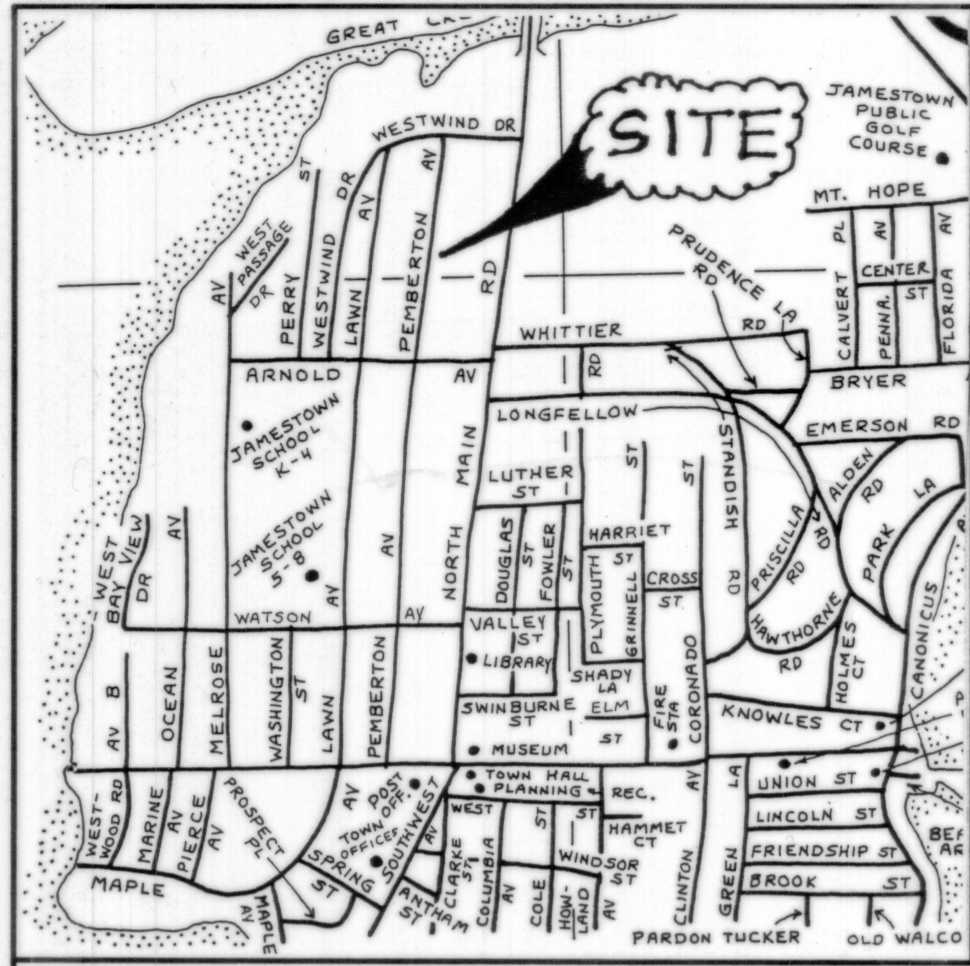 GREAT
WESTWIND DR
SITE
JAMESTOWN
PUBLIC
GOLF
COURSE
MT. HOPE
AV
WEST
PASSAGE
DR
PERRY ST
WESTWIND DR
LAWN AV
PEMBERTON AV
RD
PRUDENCE LA
RD
CALVERT PL
PENNA. AV
CENTER
ST
FLORIDA AV
WHITTIER RD
RD
BRYER
ARNOLD AV
LONGFELLOW
RD
EMERSON RD
JAMESTOWN
SCHOOL
K-4
JAMESTOWN
SCHOOL
5-8
NORTH MAIN
LUTHER
ST
DOUGLAS ST
FOWLER ST
HARRIET
ST
PLYMOUTH
GRINNELL ST
CROSS
ST
CORONADO ST
STANDISH RD
PRISCILLA
RD
ALDEN
RD
PARK LA
HAWTHORNE
RD
HOLMES
CT
CANONICUS
WEST
BAY VIEW
DR
AV
AV
AV
WATSON AV
VALLEY
ST
LIBRARY
SHADY
LA
ELM
ST
SWINBURNE
ST
MUSEUM
FIRE
STA
KNOWLES CT
AV B
OCEAN
MELROSE
WASHINGTON
ST
LAWN
PEMBERTON
WEST-
WOOD RD
MARINE
AV
PIERCE
AV
PROSPECT
PL
AV
POST
OFF.
TOWN
OFFICES
SOUTHWEST
AV
SPRING
ST
MAPLE
MAPLE
AV
ANTHAM
ST
TOWN HALL
PLANNING
REC.
WEST
ST
ST
CLARKE
ST
COLUMBIA
AV
COLE
HOW-
LAND
AV
WINDSOR
ST
HAMMET
CT
CLINTON AV
GREEN LA
UNION ST
LINCOLN ST
FRIENDSHIP ST
BROOK ST
PARDON TUCKER
OLD WALCO